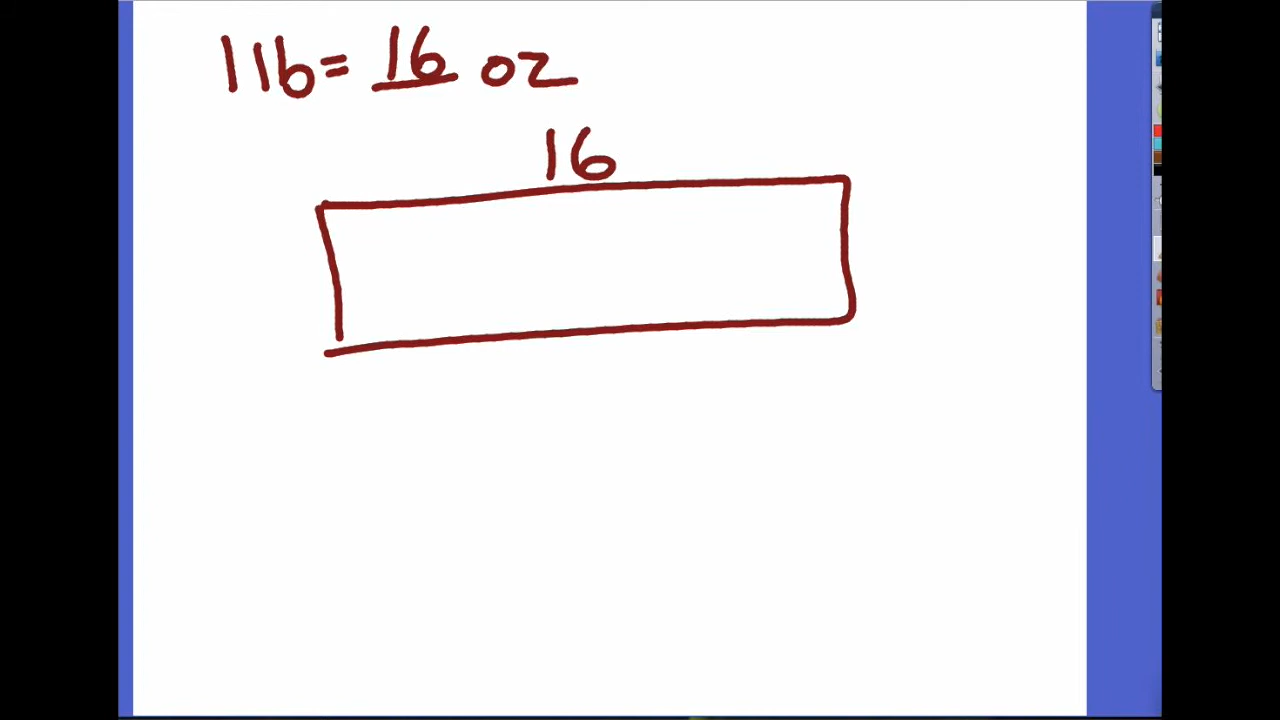 1 lb = 16 oz
16